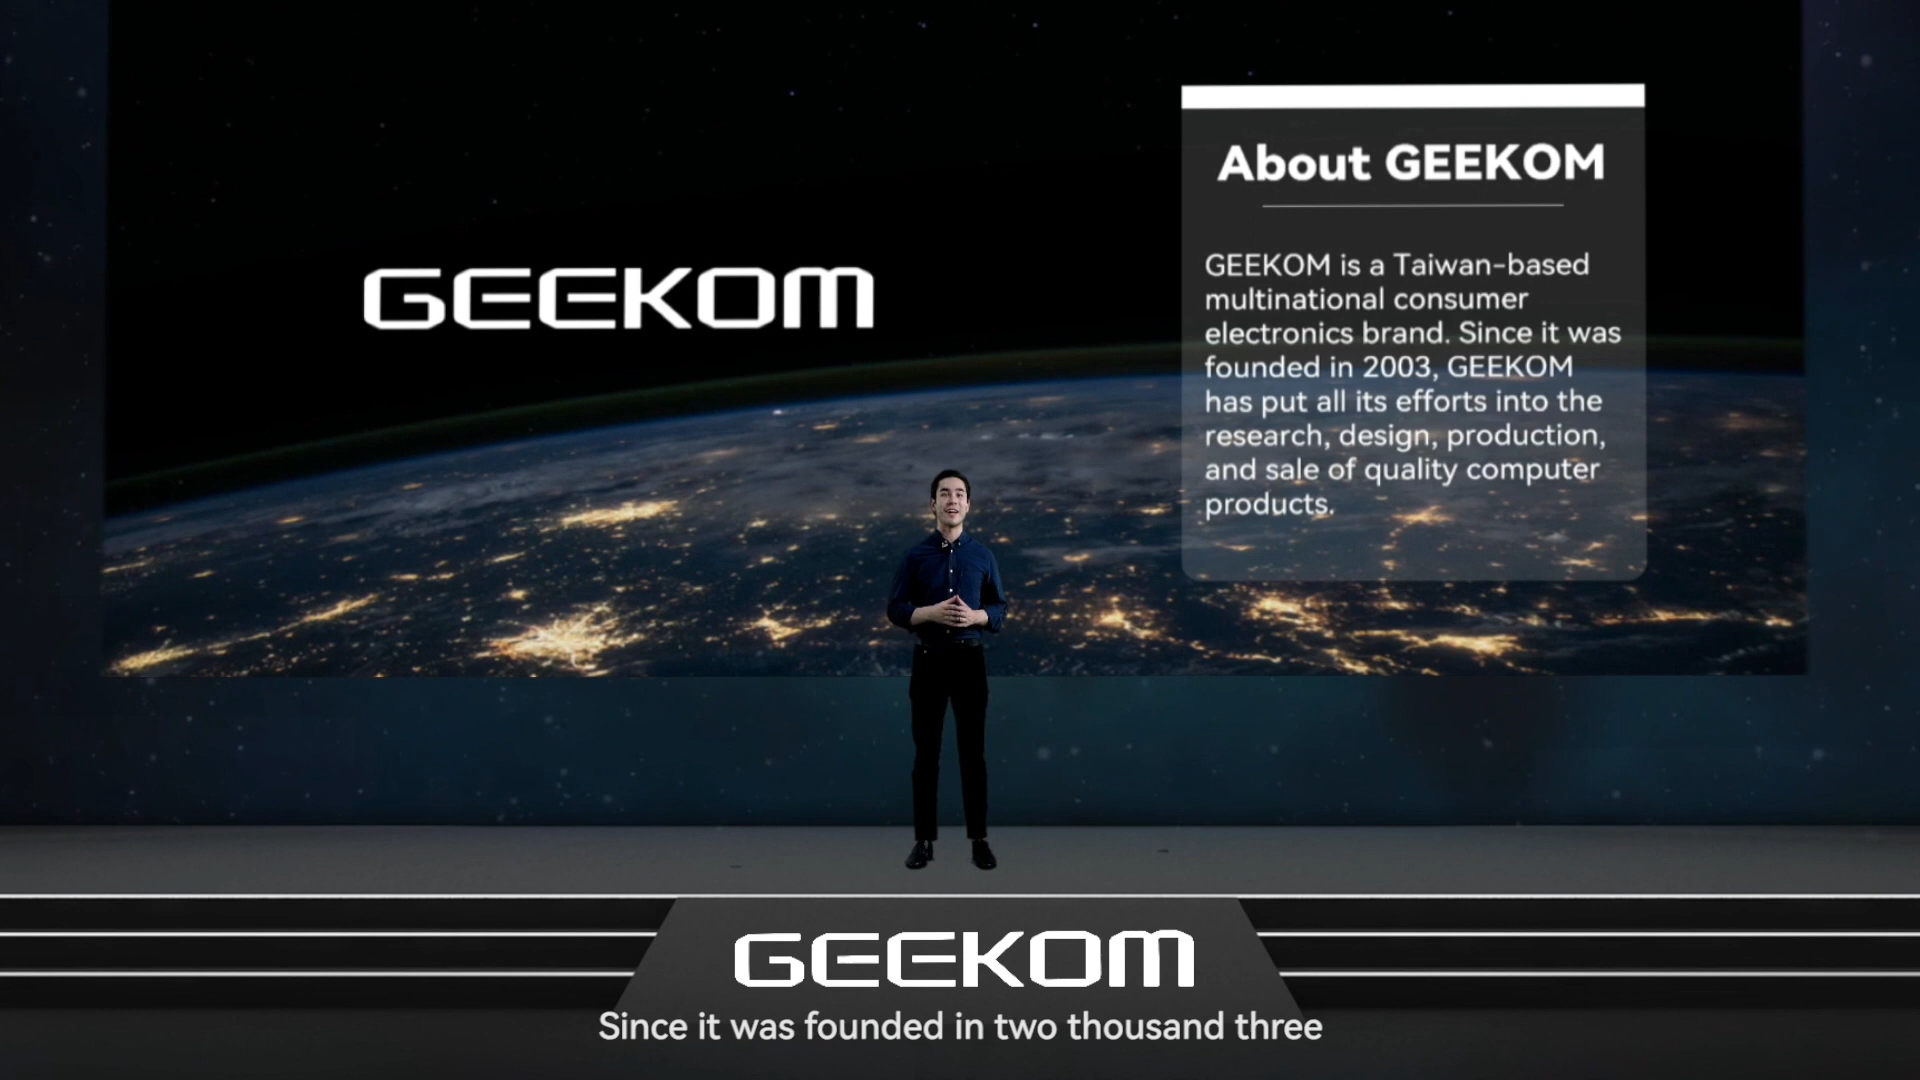 GEEKOM
About GEEKOM
GEEKOM is a Taiwan-based
multinational consumer
electronics brand. Since it was
founded in 2003, GEEKOM
has put all its efforts into the
research, design, production,
and sale of quality computer
products.
GEEKOM
Since it was founded in two thousand three